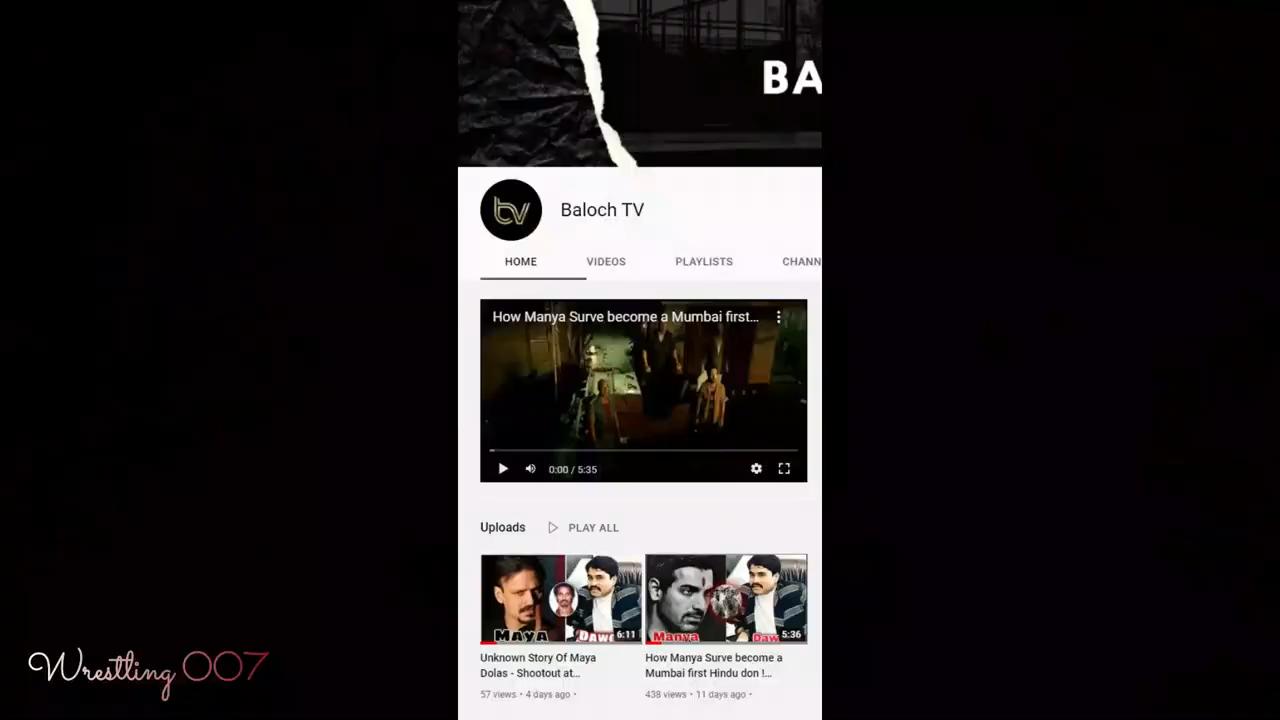 BA
tv
Baloch TV
HOME VIDEOS PLAYLISTS CHANN
How Manya Surve become a Mumbai first...
0:00 / 5:35
Uploads PLAY ALL
MAYA DAWO 6:11
Manya Daw 5:36
Unknown Story Of Maya
Dolas - Shootout at...
57 views • 4 days ago •
How Manya Surve become a
Mumbai first Hindu don !...
438 views • 11 days ago •
Wrestling 007